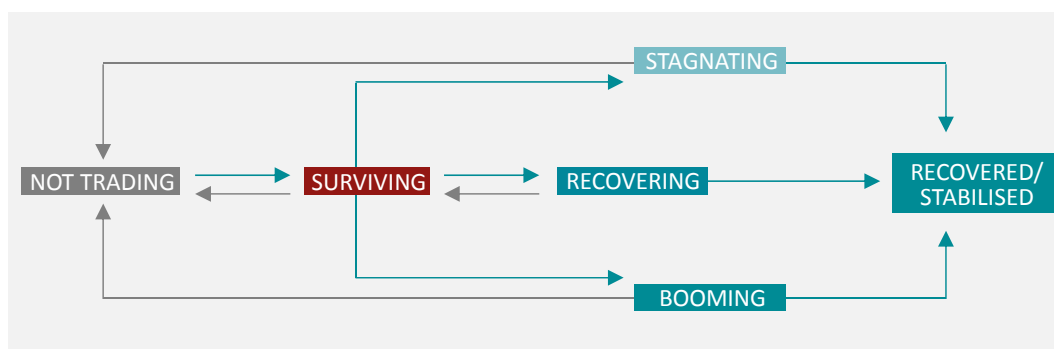 STAGNATING
NOT TRADING
SURVIVING
RECOVERING
RECOVERED/
STABILISED
BOOMING